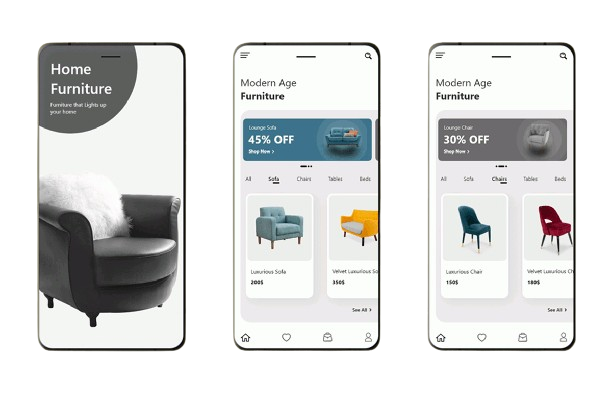 Home
Furniture
Furniture that Lights up
your home
Modern Age
Furniture
Lounge Sofa
45% OFF
Shop Now >
All Sofa Chairs Tables Beds
Luxurious Sofa
200$
Velvet Luxurious So
350$
See All >
Modern Age
Furniture
Lounge Chair
30% OFF
Shop Now >
All Sofa Chairs Tables Beds
Luxurious Chair
150$
Velvet Luxurious Ch
180$
See All >